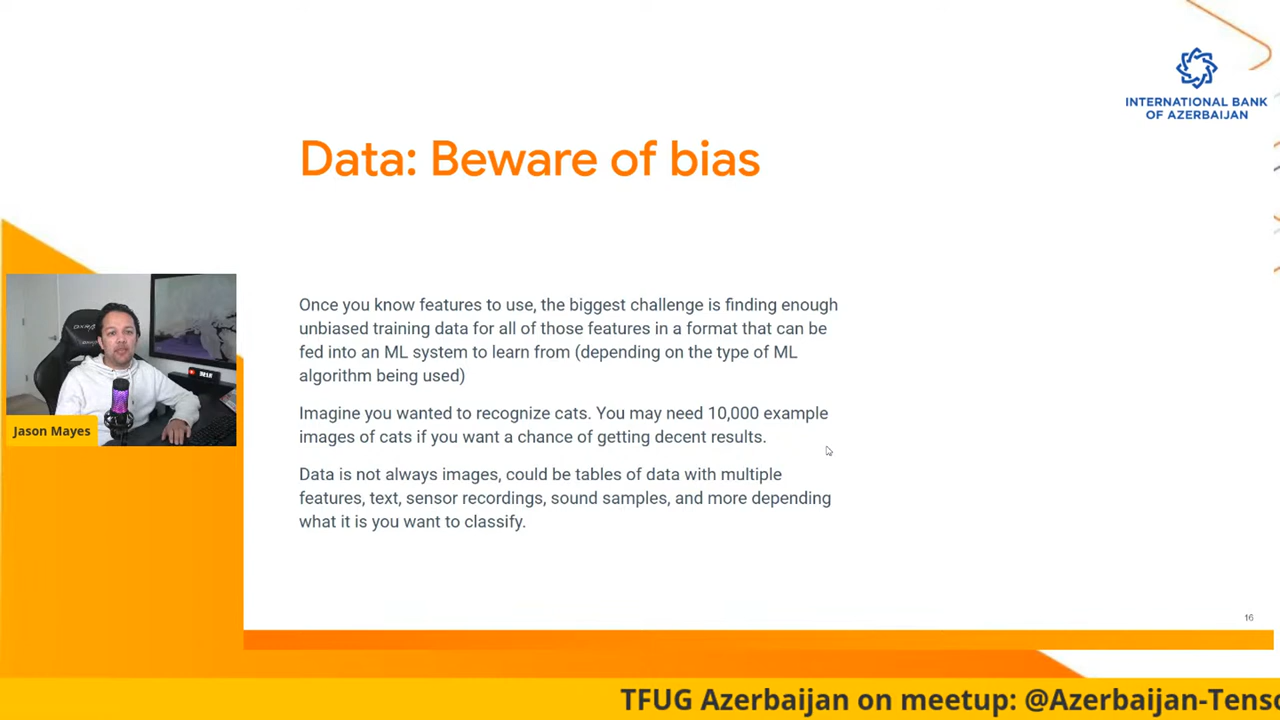 INTERNATIONAL BANK
OF AZERBAIJAN
Data: Beware of bias
Once you know features to use, the biggest challenge is finding enough
unbiased training data for all of those features in a format that can be
fed into an ML system to learn from (depending on the type of ML
algorithm being used)
Imagine you wanted to recognize cats. You may need 10,000 example
images of cats if you want a chance of getting decent results.
Data is not always images, could be tables of data with multiple
features, text, sensor recordings, sound samples, and more depending
what it is you want to classify.
Jason Mayes
16
TFUG Azerbaijan on meetup: @Azerbaijan-Tenso